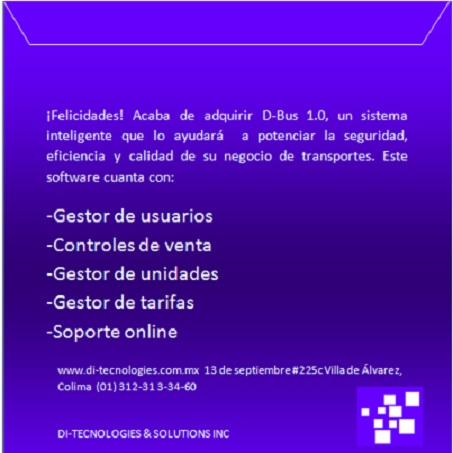 ¡Felicidades! Acaba de adquirir D-Bus 1.0, un sistema
inteligente que lo ayudará a potenciar la seguridad,
eficiencia y calidad de su negocio de transportes. Este
software cuanta con:
-Gestor de usuarios
-Controles de venta
-Gestor de unidades
-Gestor de tarifas
-Soporte online
www.di-tecnologies.com.mx 13 de septiembre #225c Villa de Álvarez,
Colima (01) 312-313-34-60
DI-TECNOLOGIES & SOLUTIONS INC